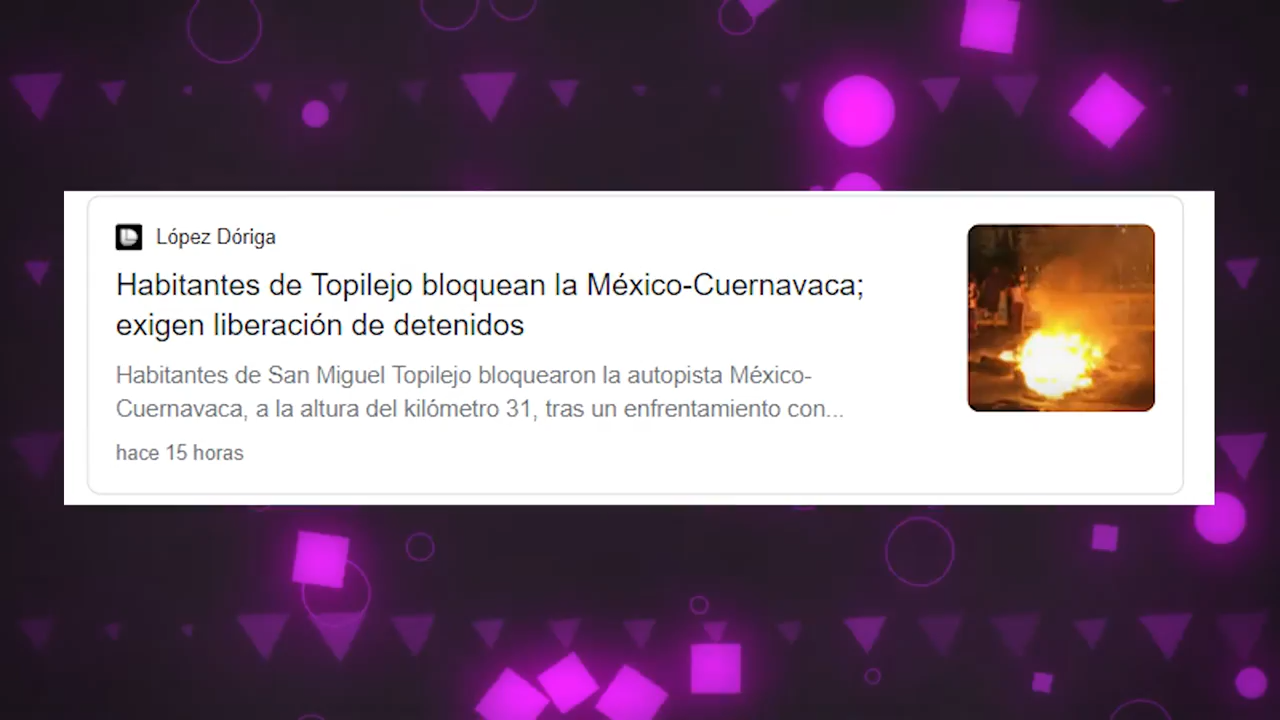 López Dóriga
Habitantes de Topilejo bloquean la México-Cuernavaca;
exigen liberación de detenidos
Habitantes de San Miguel Topilejo bloquearon la autopista México-
Cuernavaca, a la altura del kilómetro 31, tras un enfrentamiento con...
hace 15 horas